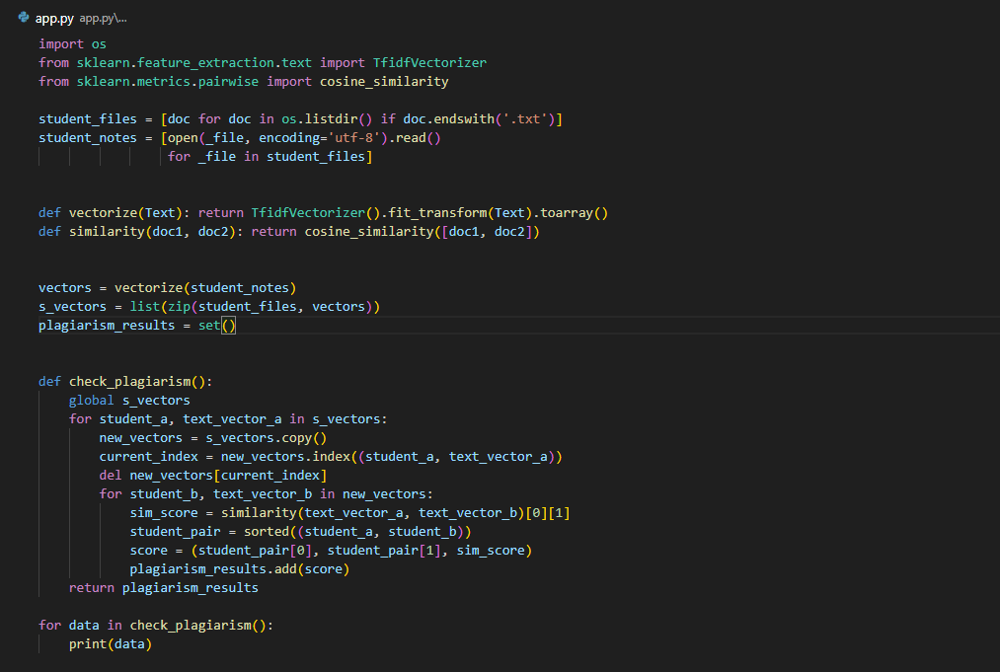 app.py app.py\...
import os
from sklearn.feature_extraction.text import TfidfVectorizer
from sklearn.metrics.pairwise import cosine_similarity

student_files = [doc for doc in os.listdir() if doc.endswith('.txt')]
student_notes = [open(_file, encoding='utf-8').read()
                 for _file in student_files]


def vectorize(Text): return TfidfVectorizer().fit_transform(Text).toarray()
def similarity(doc1, doc2): return cosine_similarity([doc1, doc2])


vectors = vectorize(student_notes)
s_vectors = list(zip(student_files, vectors))
plagiarism_results = set()


def check_plagiarism():
    global s_vectors
    for student_a, text_vector_a in s_vectors:
        new_vectors = s_vectors.copy()
        current_index = new_vectors.index((student_a, text_vector_a))
        del new_vectors[current_index]
        for student_b, text_vector_b in new_vectors:
            sim_score = similarity(text_vector_a, text_vector_b)[0][1]
            student_pair = sorted((student_a, student_b))
            score = (student_pair[0], student_pair[1], sim_score)
            plagiarism_results.add(score)
    return plagiarism_results

for data in check_plagiarism():
    print(data)